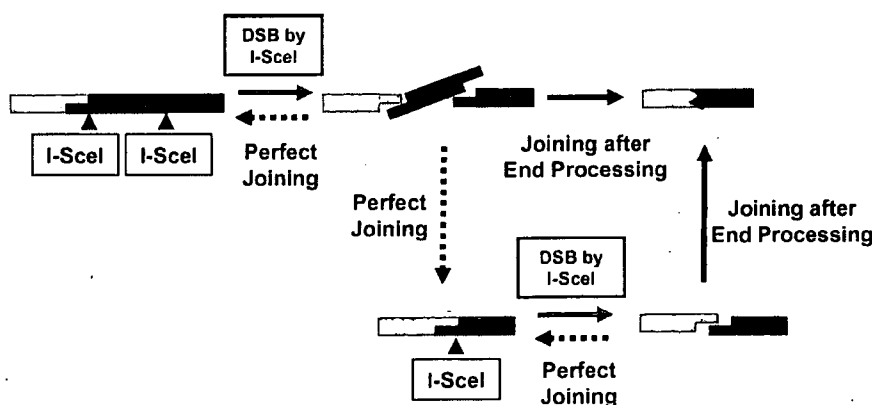 DSB by
I-SceI
I-SceI
I-SceI
Perfect
Joining
Joining after
End Processing
Perfect
Joining
Joining after
End Processing
DSB by
I-SceI
I-SceI
Perfect
Joining